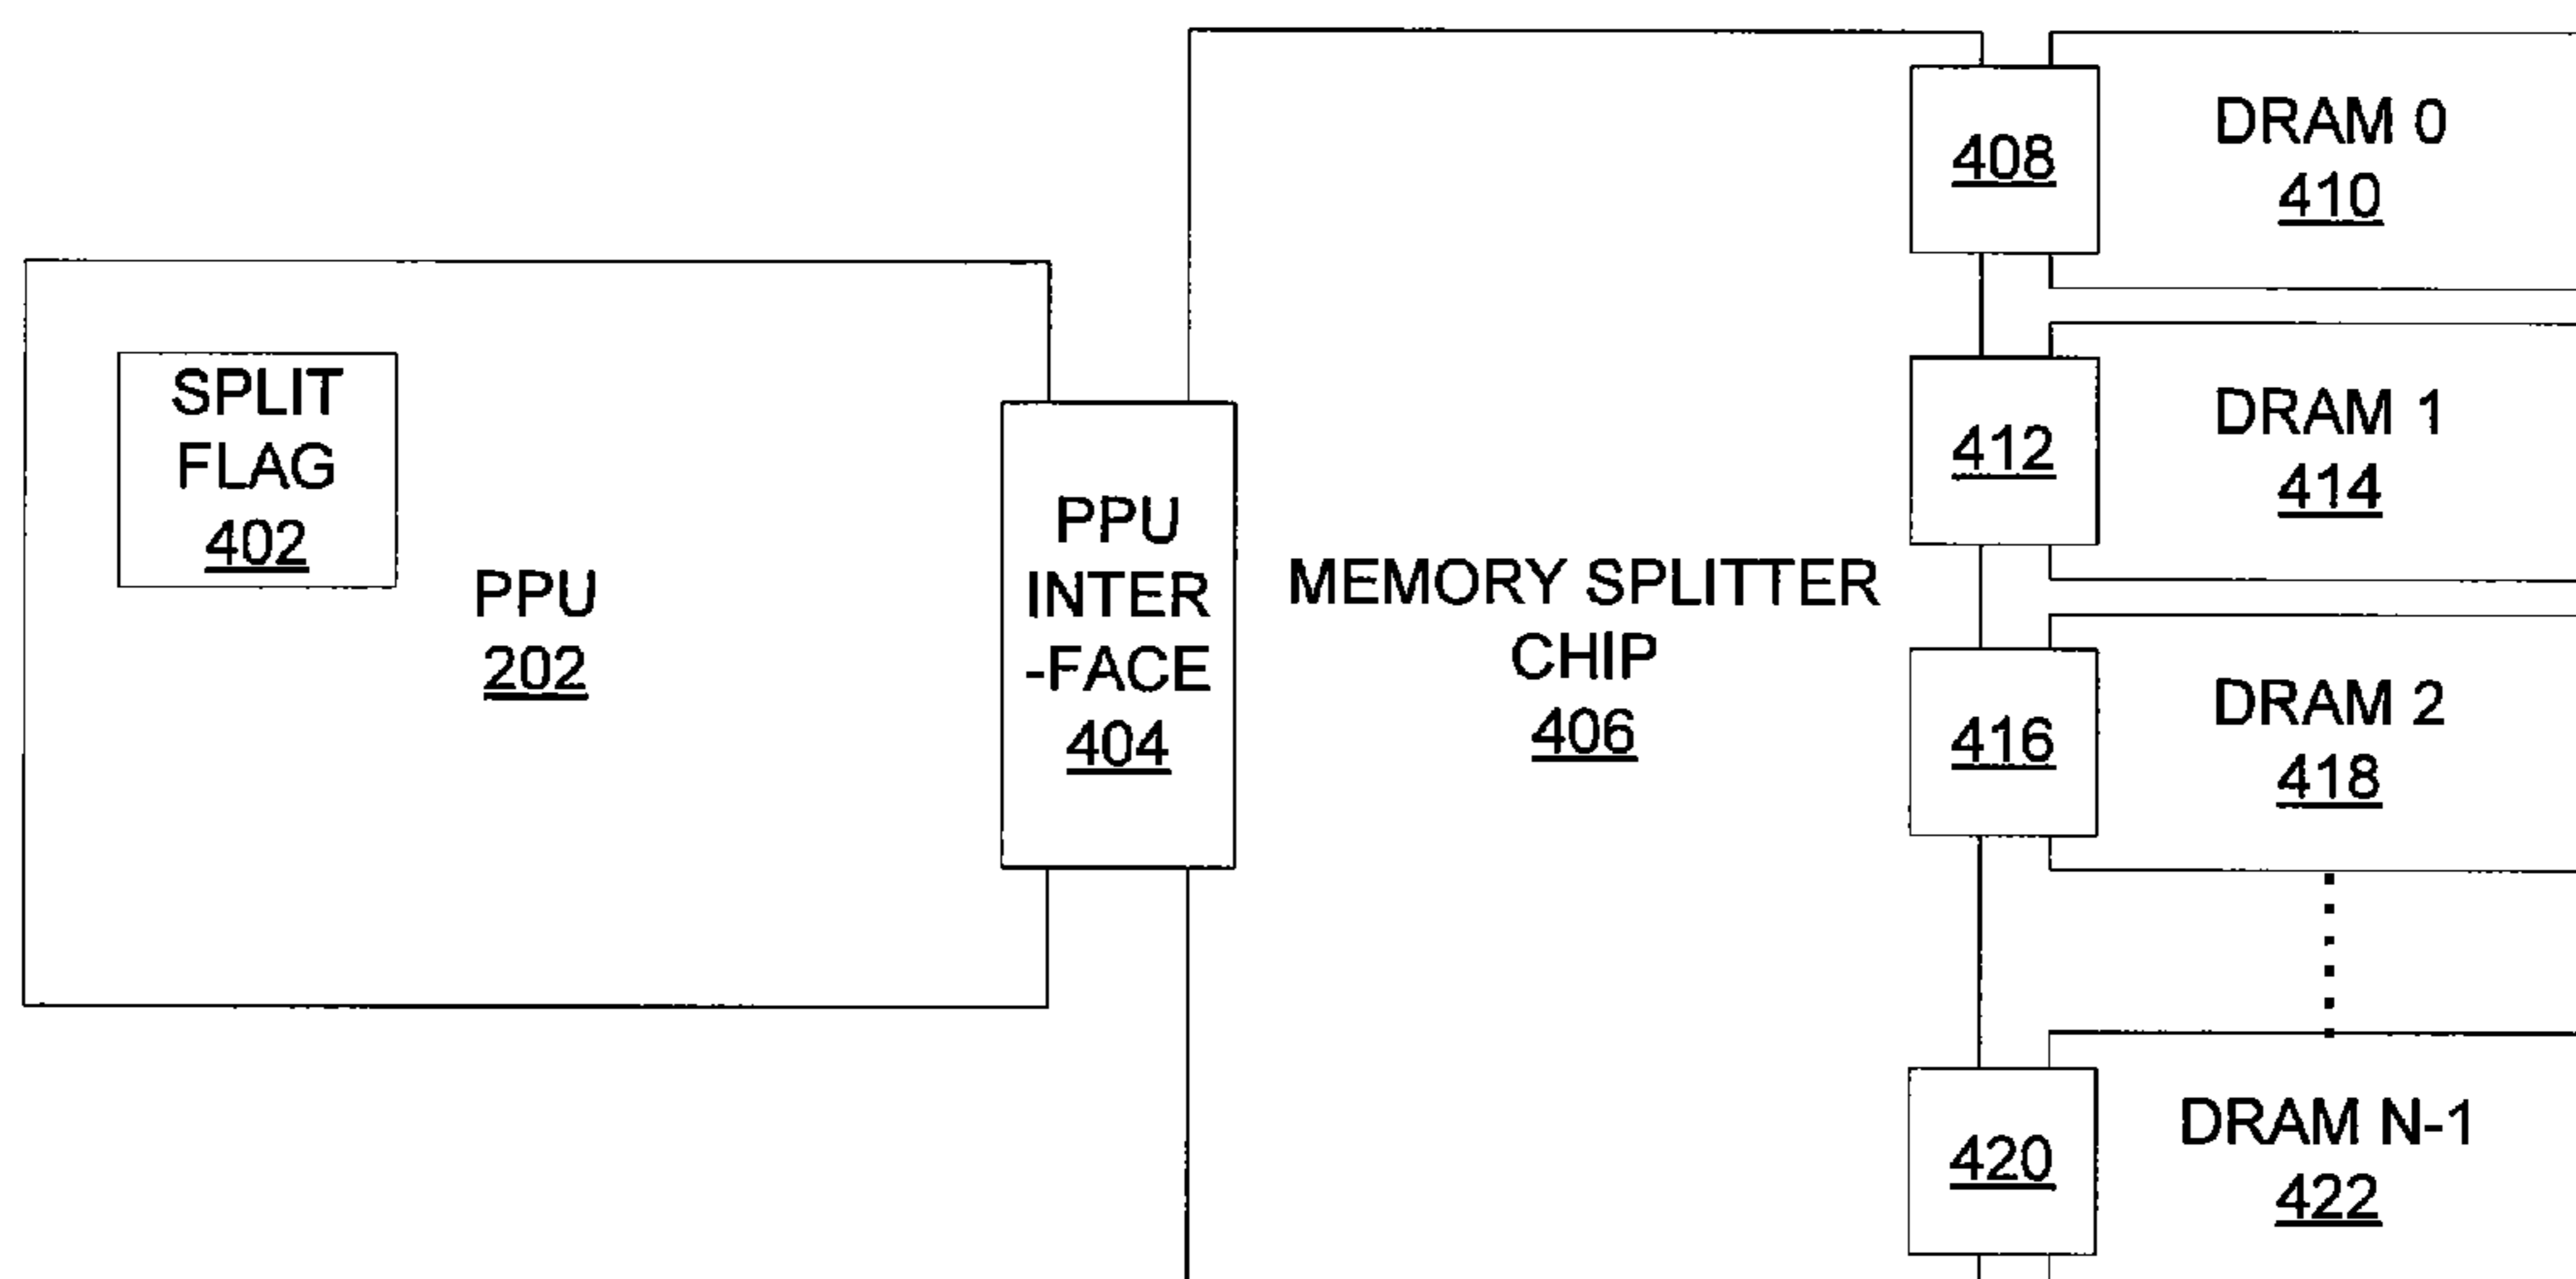 SPLIT
FLAG
402
PPU
202
PPU
INTER
-FACE
404
MEMORY SPLITTER
CHIP
406
408
DRAM 0
410
412
DRAM 1
414
416
DRAM 2
418
420
DRAM N-1
422